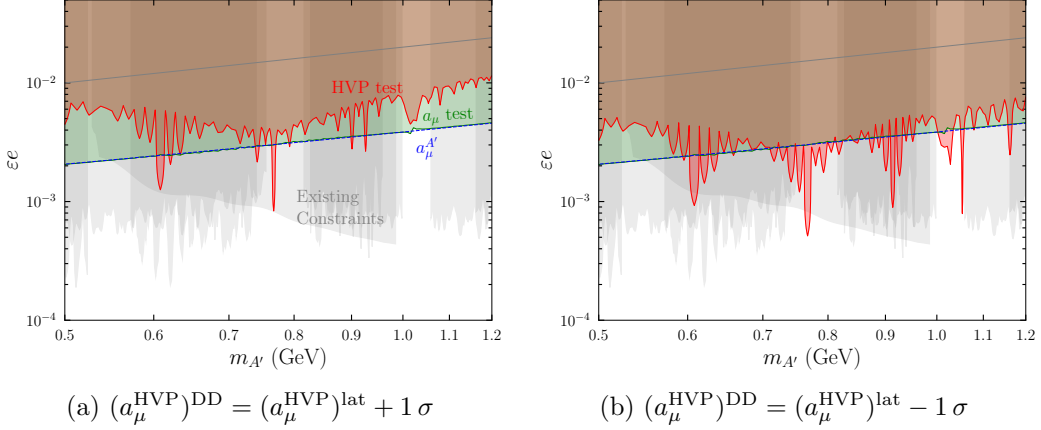 10⁻²
10⁻³
10⁻⁴
εe
HVP test
a_μ test
a_μ^{A′}
Existing
Constraints
0.5 0.6 0.7 0.8 0.9 1.0 1.1 1.2
m_{A′} (GeV)
(a) (a_μ^{HVP})^{DD} = (a_μ^{HVP})^{lat} + 1 σ
10⁻²
10⁻³
10⁻⁴
εe
0.5 0.6 0.7 0.8 0.9 1.0 1.1 1.2
m_{A′} (GeV)
(b) (a_μ^{HVP})^{DD} = (a_μ^{HVP})^{lat} − 1 σ